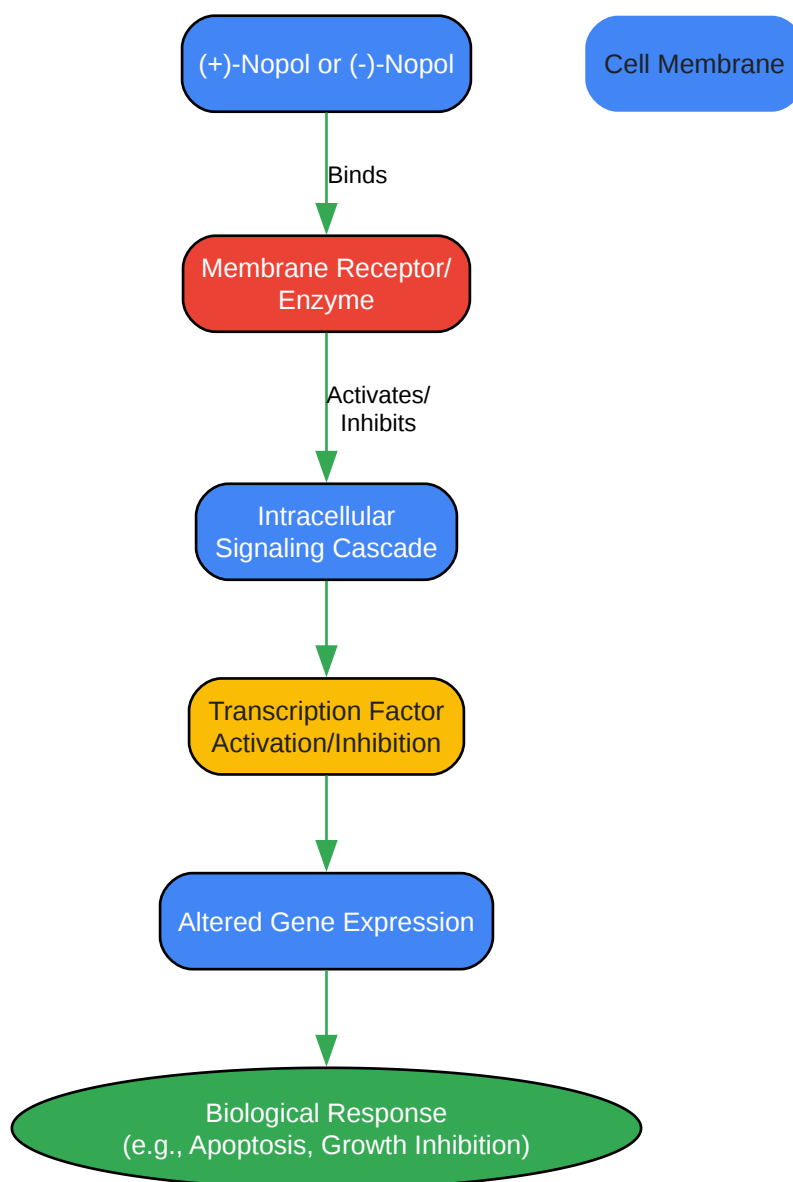 (+)-Nopol or (-)-Nopol
Cell Membrane
Binds
Membrane Receptor/
Enzyme
Activates/
Inhibits
Intracellular
Signaling Cascade
Transcription Factor
Activation/Inhibition
Altered Gene Expression
Biological Response
(e.g., Apoptosis, Growth Inhibition)